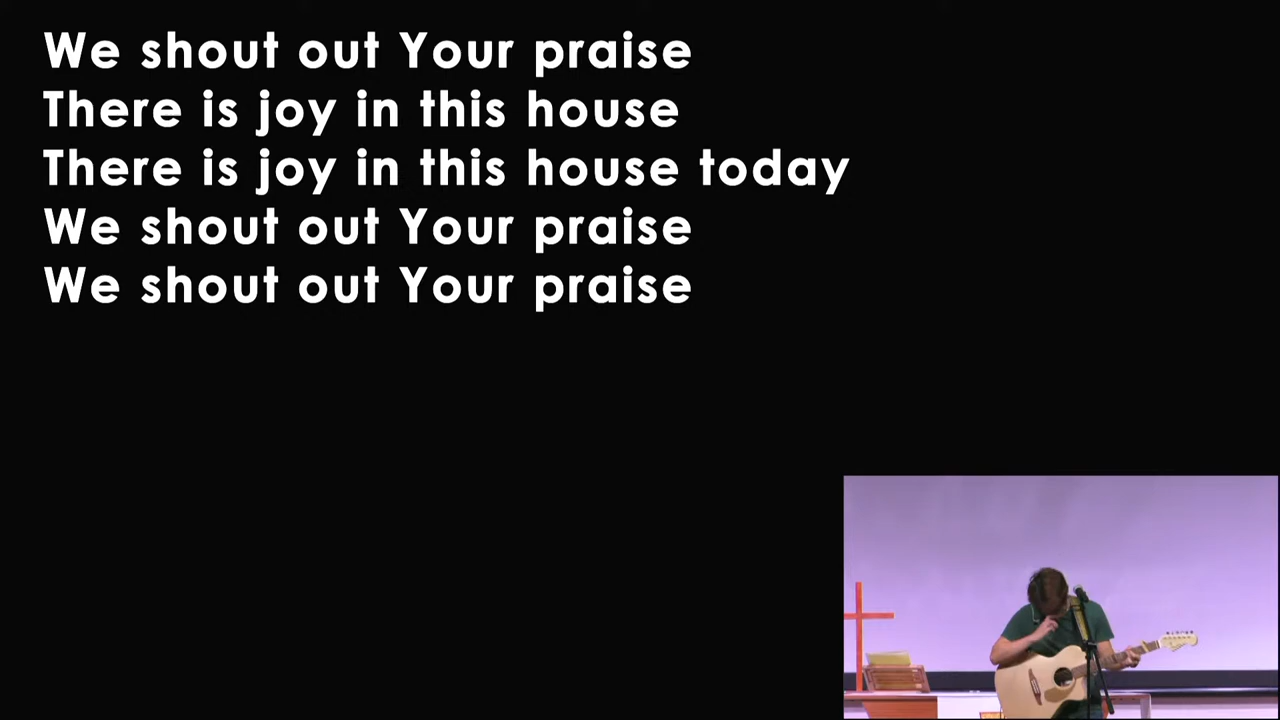 We shout out Your praise
There is joy in this house
There is joy in this house today
We shout out Your praise
We shout out Your praise